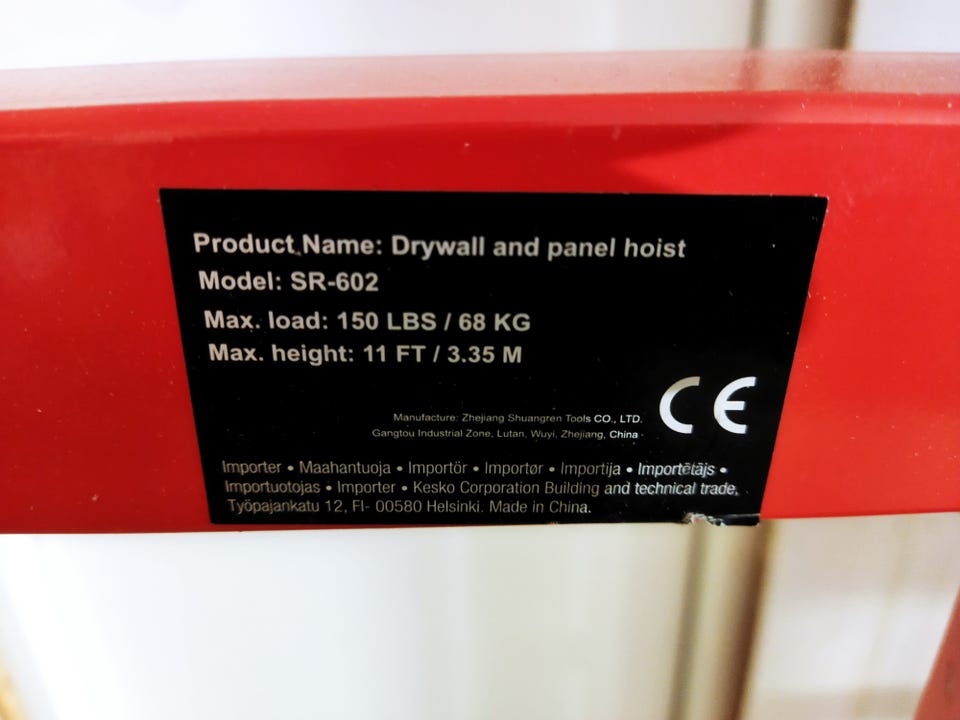 Product Name: Drywall and panel hoist
Model: SR-602
Max. load: 150 LBS / 68 KG
Max. height: 11 FT / 3.35 M
CE
Manufacture: Zhejiang Shuangren Tools CO., LTD.
Gangtou Industrial Zone, Lutan, Wuyi, Zhejiang, China
Importer • Maahantuoja • Importör • Importør • Importija • Importētājs •
Importuotojas • Importer • Kesko Corporation Building and technical trade,
Työpajankatu 12, FI- 00580 Helsinki. Made in China.